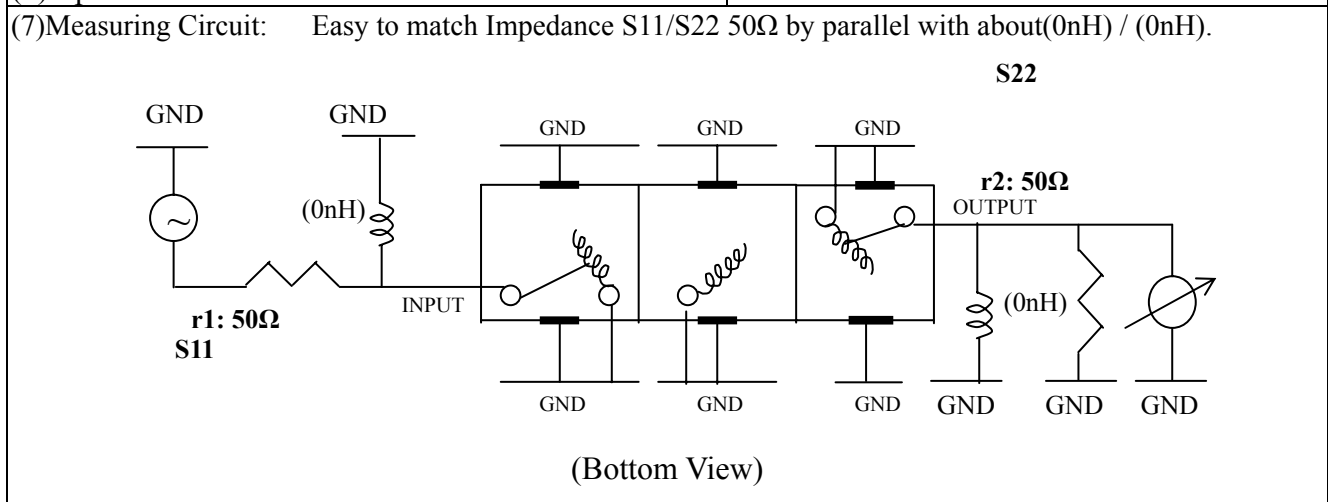 (7)Measuring Circuit: Easy to match Impedance S11/S22 50Ω by parallel with about(0nH) / (0nH).
S22
GND GND GND GND GND
r2: 50Ω
(0nH) OUTPUT
INPUT (0nH)
r1: 50Ω
S11
GND GND GND GND GND GND
(Bottom View)